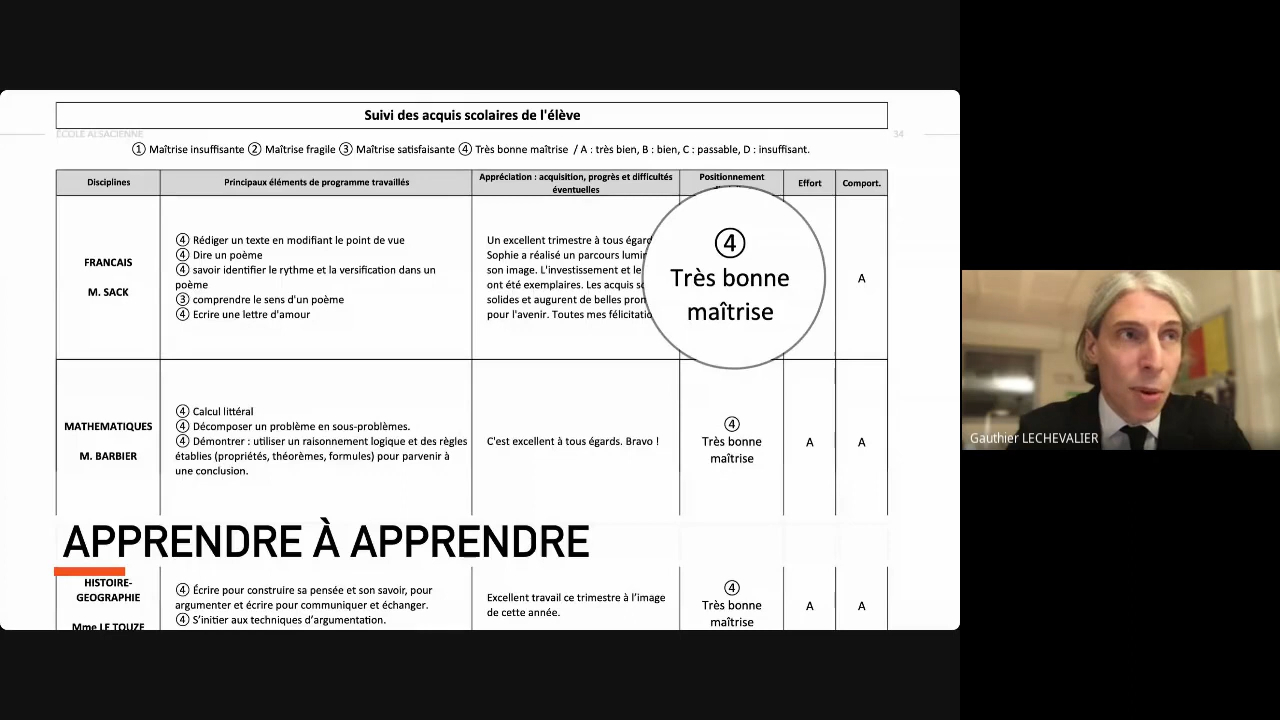 Suivi des acquis scolaires de l'élève
ÉCOLE ALSACIENNE
34
① Maîtrise insuffisante ② Maîtrise fragile ③ Maîtrise satisfaisante ④ Très bonne maîtrise / A : très bien, B : bien, C : passable, D : insuffisant.
Disciplines
Principaux éléments de programme travaillés
Appréciation : acquisition, progrès et difficultés
éventuelles
Positionnement
Effort
Comport.
FRANCAIS
M. SACK
④ Rédiger un texte en modifiant le point de vue
④ Dire un poème
④ savoir identifier le rythme et la versification dans un
poème
③ comprendre le sens d'un poème
④ Ecrire une lettre d'amour
Un excellent trimestre à tous
Sophie a réalisé un parcours
son image. L'investissement et le
ont été exemplaires. Les acquis
solides et augurent de belles
pour l'avenir. Toutes mes
④
Très bonne
maîtrise
A
MATHEMATIQUES
M. BARBIER
④ Calcul littéral
④ Décomposer un problème en sous-problèmes.
④ Démontrer : utiliser un raisonnement logique et des règles
établies (propriétés, théorèmes, formules) pour parvenir à
une conclusion.
C'est excellent à tous égards. Bravo !
④
Très bonne
maîtrise
A
A
APPRENDRE À APPRENDRE
HISTOIRE-
GEOGRAPHIE
Mme LE TOUZE
④ Écrire pour construire sa pensée et son savoir, pour
argumenter et écrire pour communiquer et échanger.
④ S'initier aux techniques d'argumentation.
Excellent travail ce trimestre à l'image
de cette année.
④
Très bonne
maîtrise
A
A
Gauthier LECHEVALIER